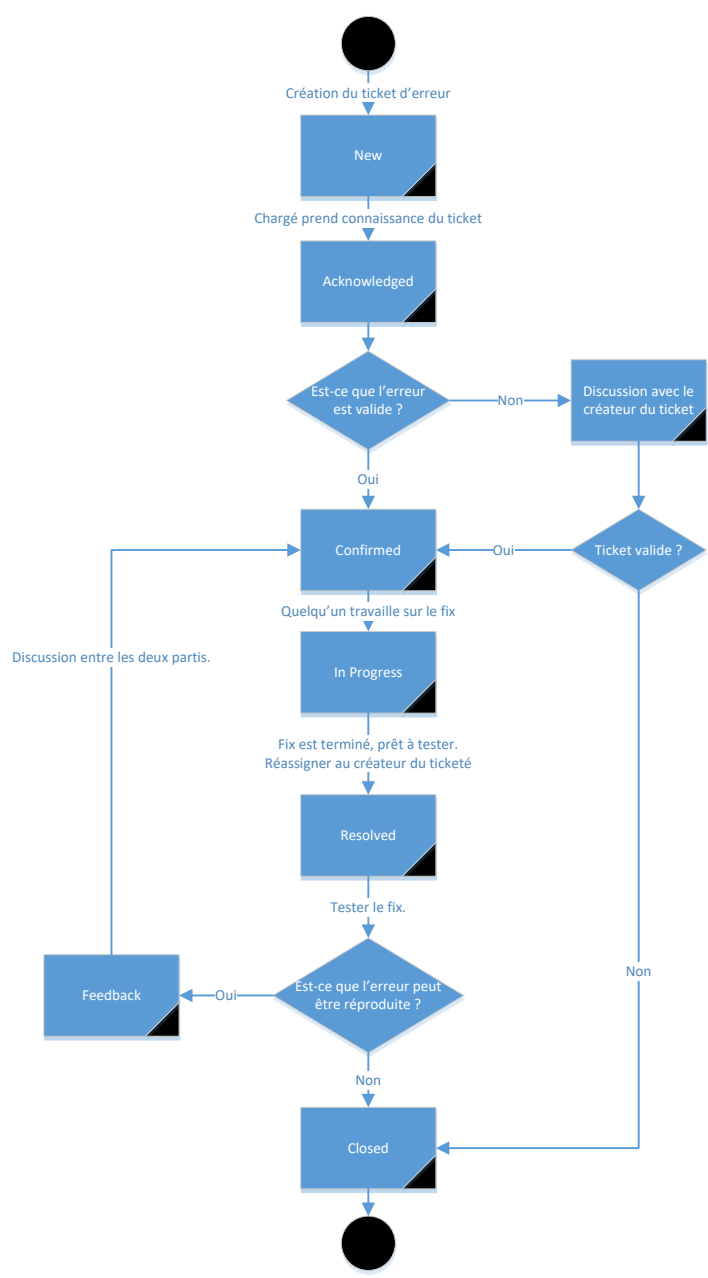 Création du ticket d'erreur
New
Chargé prend connaissance du ticket
Acknowledged
Est-ce que l'erreur
est valide ?
Non
Discussion avec le
créateur du ticket
Oui
Confirmed
Oui
Ticket valide ?
Quelqu'un travaille sur le fix
Discussion entre les deux partis.
In Progress
Fix est terminé, prêt à tester.
Réassigner au créateur du ticketé
Resolved
Tester le fix.
Non
Feedback
Oui
Est-ce que l'erreur peut
être réproduite ?
Non
Closed